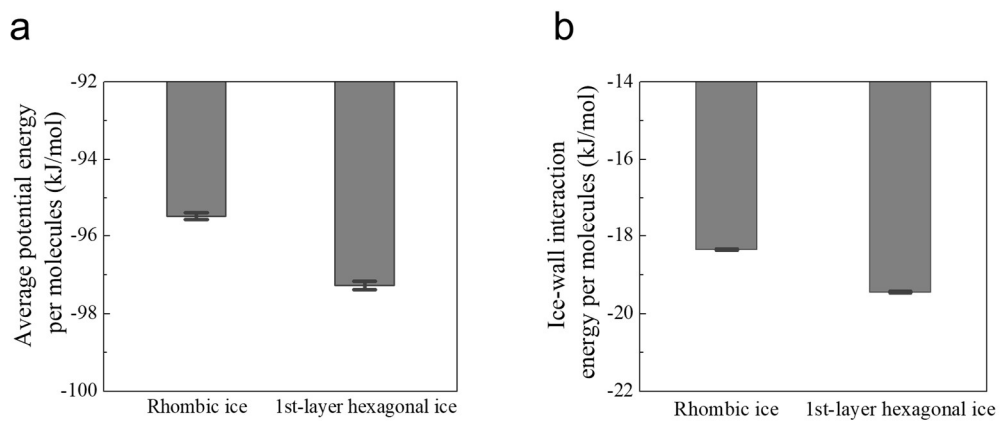 a
Average potential energy
per molecules (kJ/mol)
-92
-94
-96
-98
-100
Rhombic ice
1st-layer hexagonal ice
b
Ice-wall interaction
energy per molecules (kJ/mol)
-14
-16
-18
-20
-22
Rhombic ice
1st-layer hexagonal ice